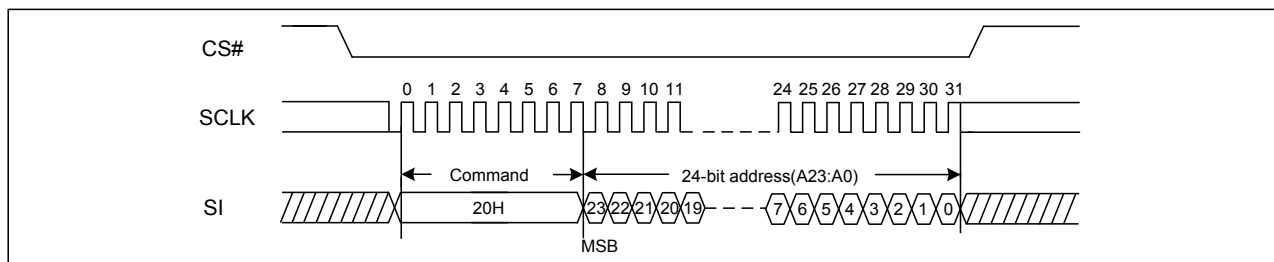 CS#
0 1 2 3 4 5 6 7 8 9 10 11 24 25 26 27 28 29 30 31
SCLK
Command 24-bit address(A23:A0)
SI 20H 23 22 21 20 19 7 6 5 4 3 2 1 0
MSB